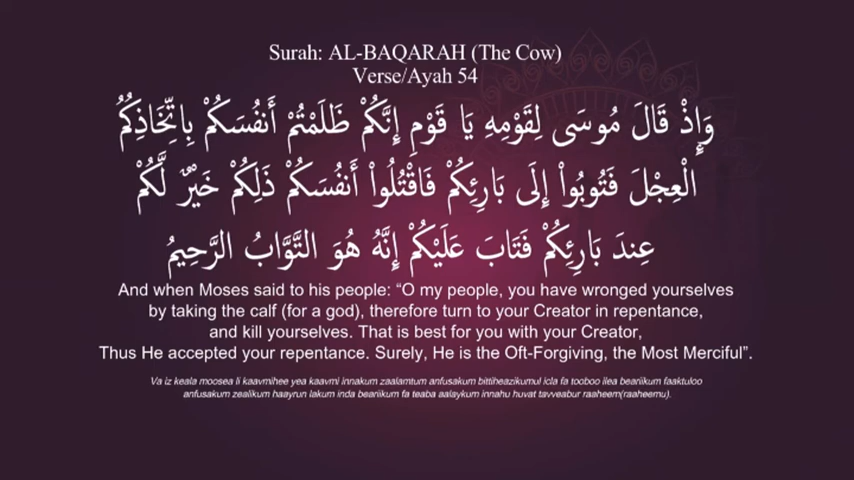 Surah: AL-BAQARAH (The Cow)
Verse/Ayah 54
وَإِذْ قَالَ مُوسَى لِقَوْمِهِ يَا قَوْمِ إِنَّكُمْ ظَلَمْتُمْ أَنفُسَكُمْ بِاتِّخَاذِكُمُ
الْعِجْلَ فَتُوبُواْ إِلَى بَارِئِكُمْ فَاقْتُلُواْ أَنفُسَكُمْ ذَلِكُمْ خَيْرٌ لَّكُمْ
عِندَ بَارِئِكُمْ فَتَابَ عَلَيْكُمْ إِنَّهُ هُوَ التَّوَّابُ الرَّحِيمُ
And when Moses said to his people: “O my people, you have wronged yourselves
by taking the calf (for a god), therefore turn to your Creator in repentance,
and kill yourselves. That is best for you with your Creator,
Thus He accepted your repentance. Surely, He is the Oft-Forgiving, the Most Merciful”.
Va iz keala moosea li kaavmihee yea kaavmi innakum zaalamtum anfusakum bittiheazikumul icla fa tooboo ilea beariikum faaktuloo
anfusakum zealikum haayrun lakum inda beariikum fa teaba aalaykum innahu huvat tavveabur raaheem(raaheemu).